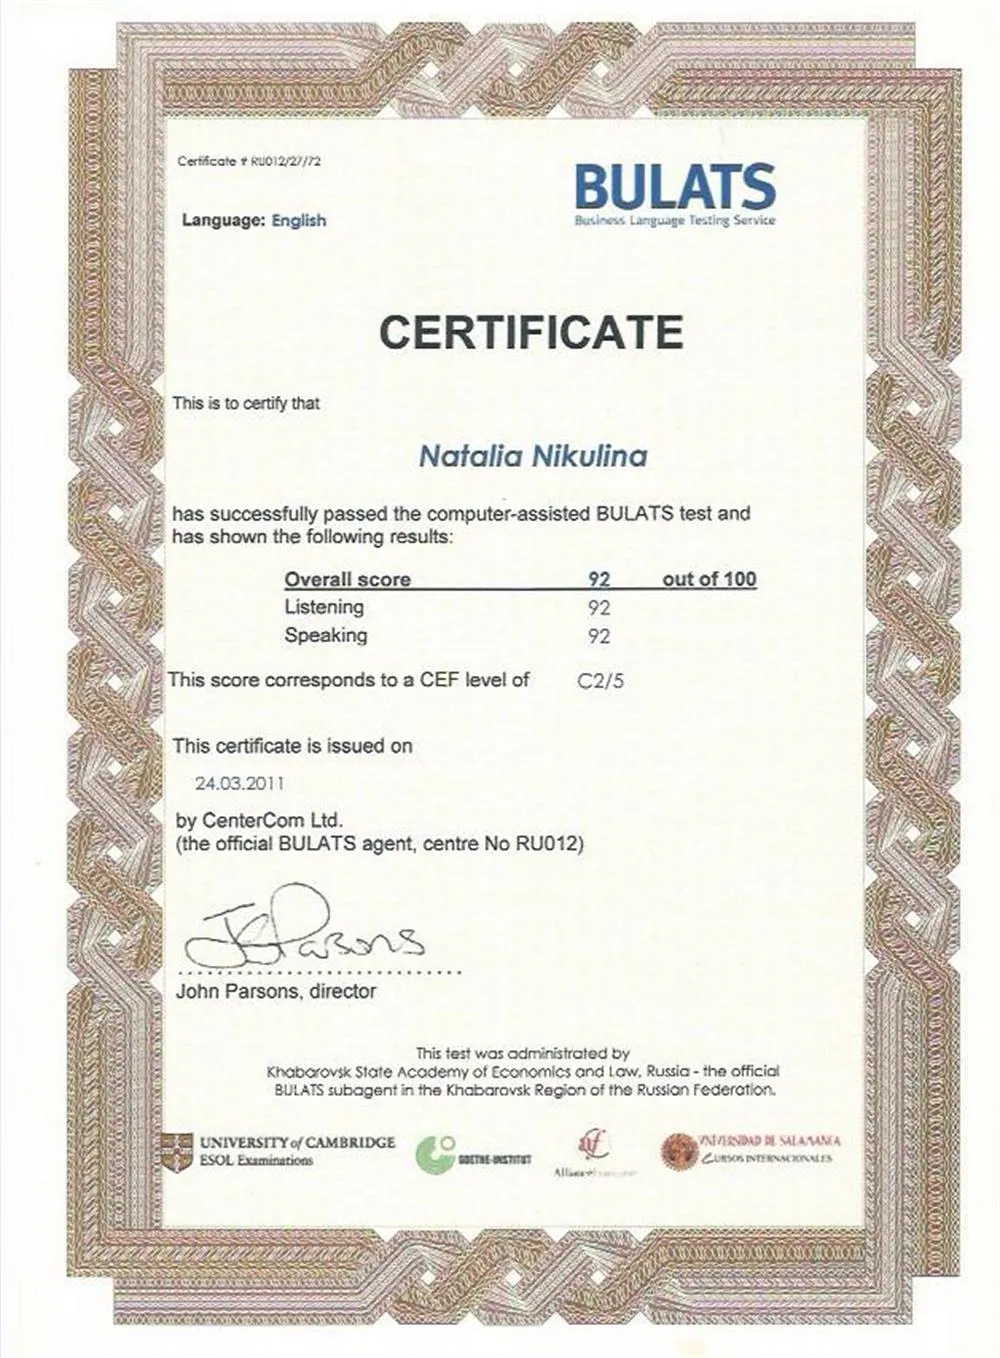 Certificate # RU012/27/72
BULATS
Business Language Testing Service
Language: English
CERTIFICATE
This is to certify that
Natalia Nikulina
has successfully passed the computer-assisted BULATS test and
has shown the following results:
Overall score 92 out of 100
Listening 92
Speaking 92
This score corresponds to a CEF level of C2/5
This certificate is issued on
24.03.2011
by CenterCom Ltd.
(the official BULATS agent, centre No RU012)
JSParsons
John Parsons, director
This test was administrated by
Khabarovsk State Academy of Economics and Law, Russia - the official
BULATS subagent in the Khabarovsk Region of the Russian Federation.
UNIVERSITY of CAMBRIDGE
ESOL Examinations
GOETHE-INSTITUT
af
Alliance
VNiVERSiDAD DE SALAMANCA
CURSOS INTERNACIONALES